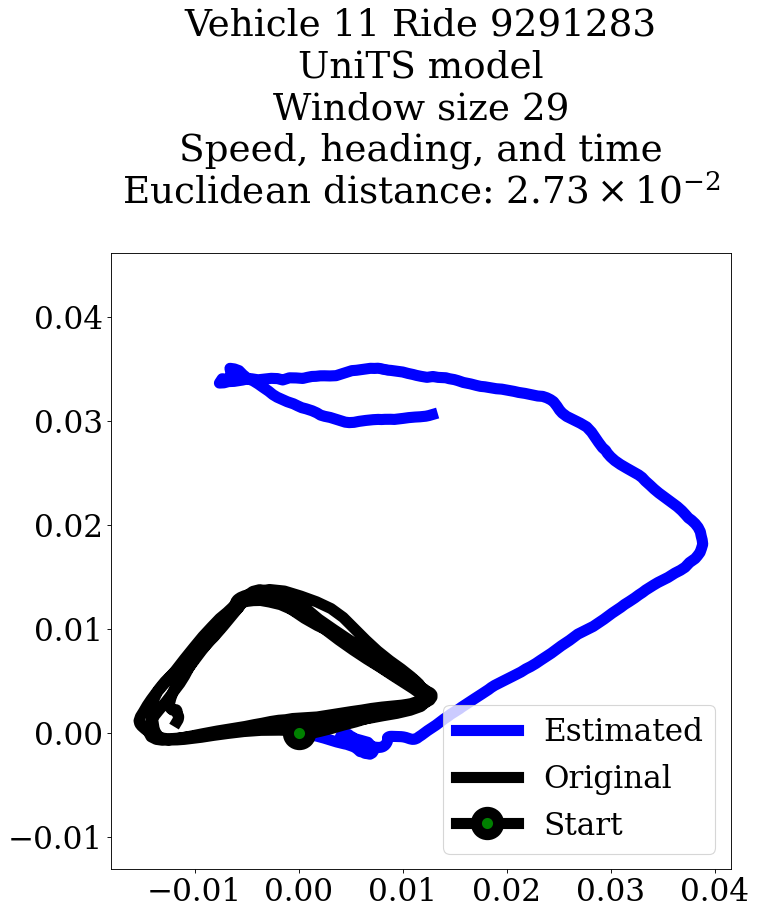 Vehicle 11 Ride 9291283
UniTS model
Window size 29
Speed, heading, and time
Euclidean distance: 2.73 × 10⁻²
0.04
0.03
0.02
0.01
0.00
−0.01
Estimated
Original
Start
−0.01 0.00 0.01 0.02 0.03 0.04